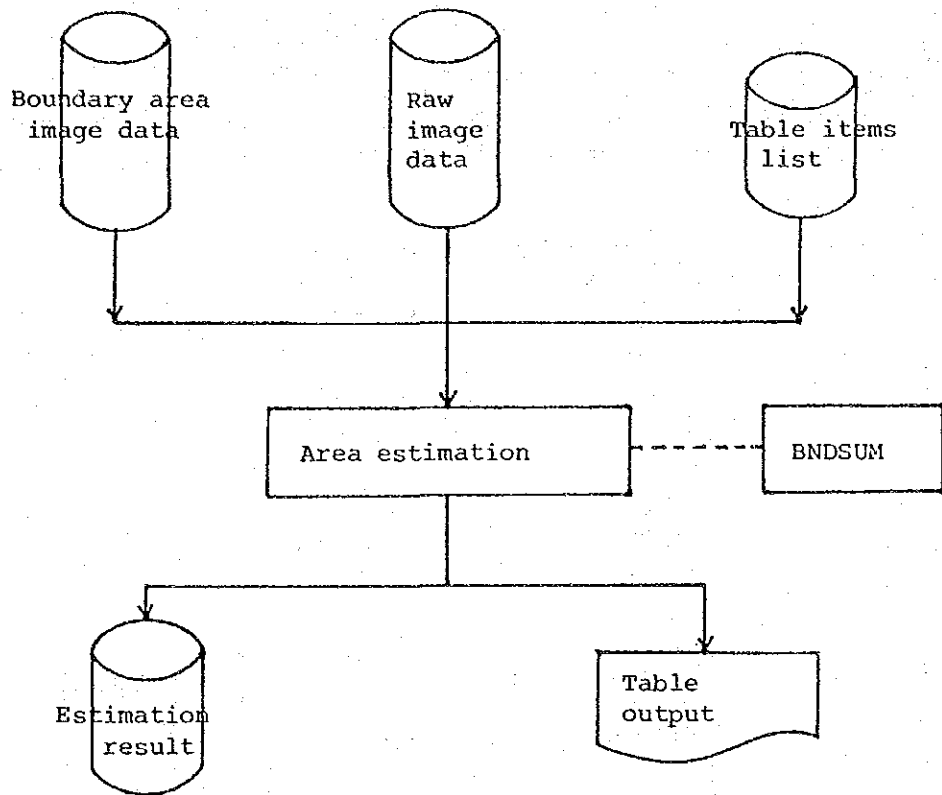 Boundary area
image data
Raw
image
data
Table items
list
Area estimation
BNDSUM
Estimation
result
Table
output